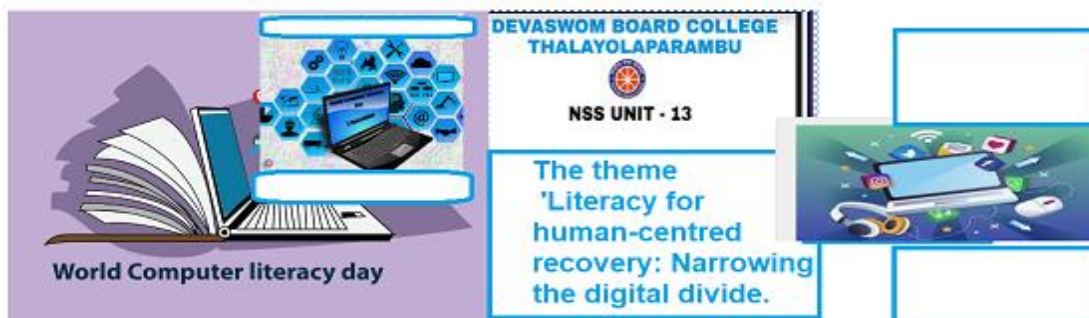 World Computer literacy day
DEVASWOM BOARD COLLEGE
THALAYOLAPARAMBU
NSS UNIT - 13
The theme
'Literacy for
human-centred
recovery: Narrowing
the digital divide.